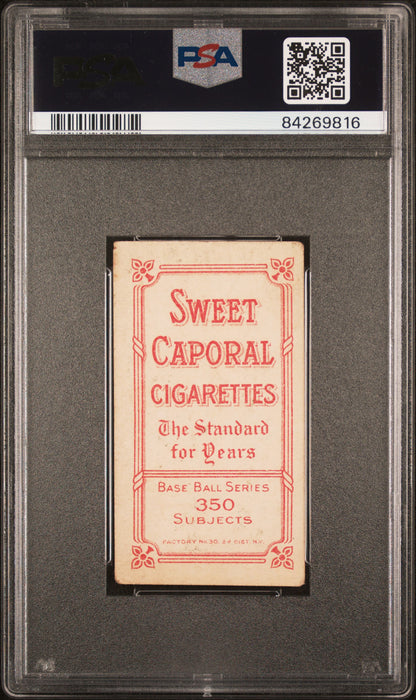 PSA
PSA
84269816
SWEET
CAPORAL
CIGARETTES
The Standard
for Years
BASE BALL SERIES
350
SUBJECTS
FACTORY No. 30, 2d DIST. N.Y.